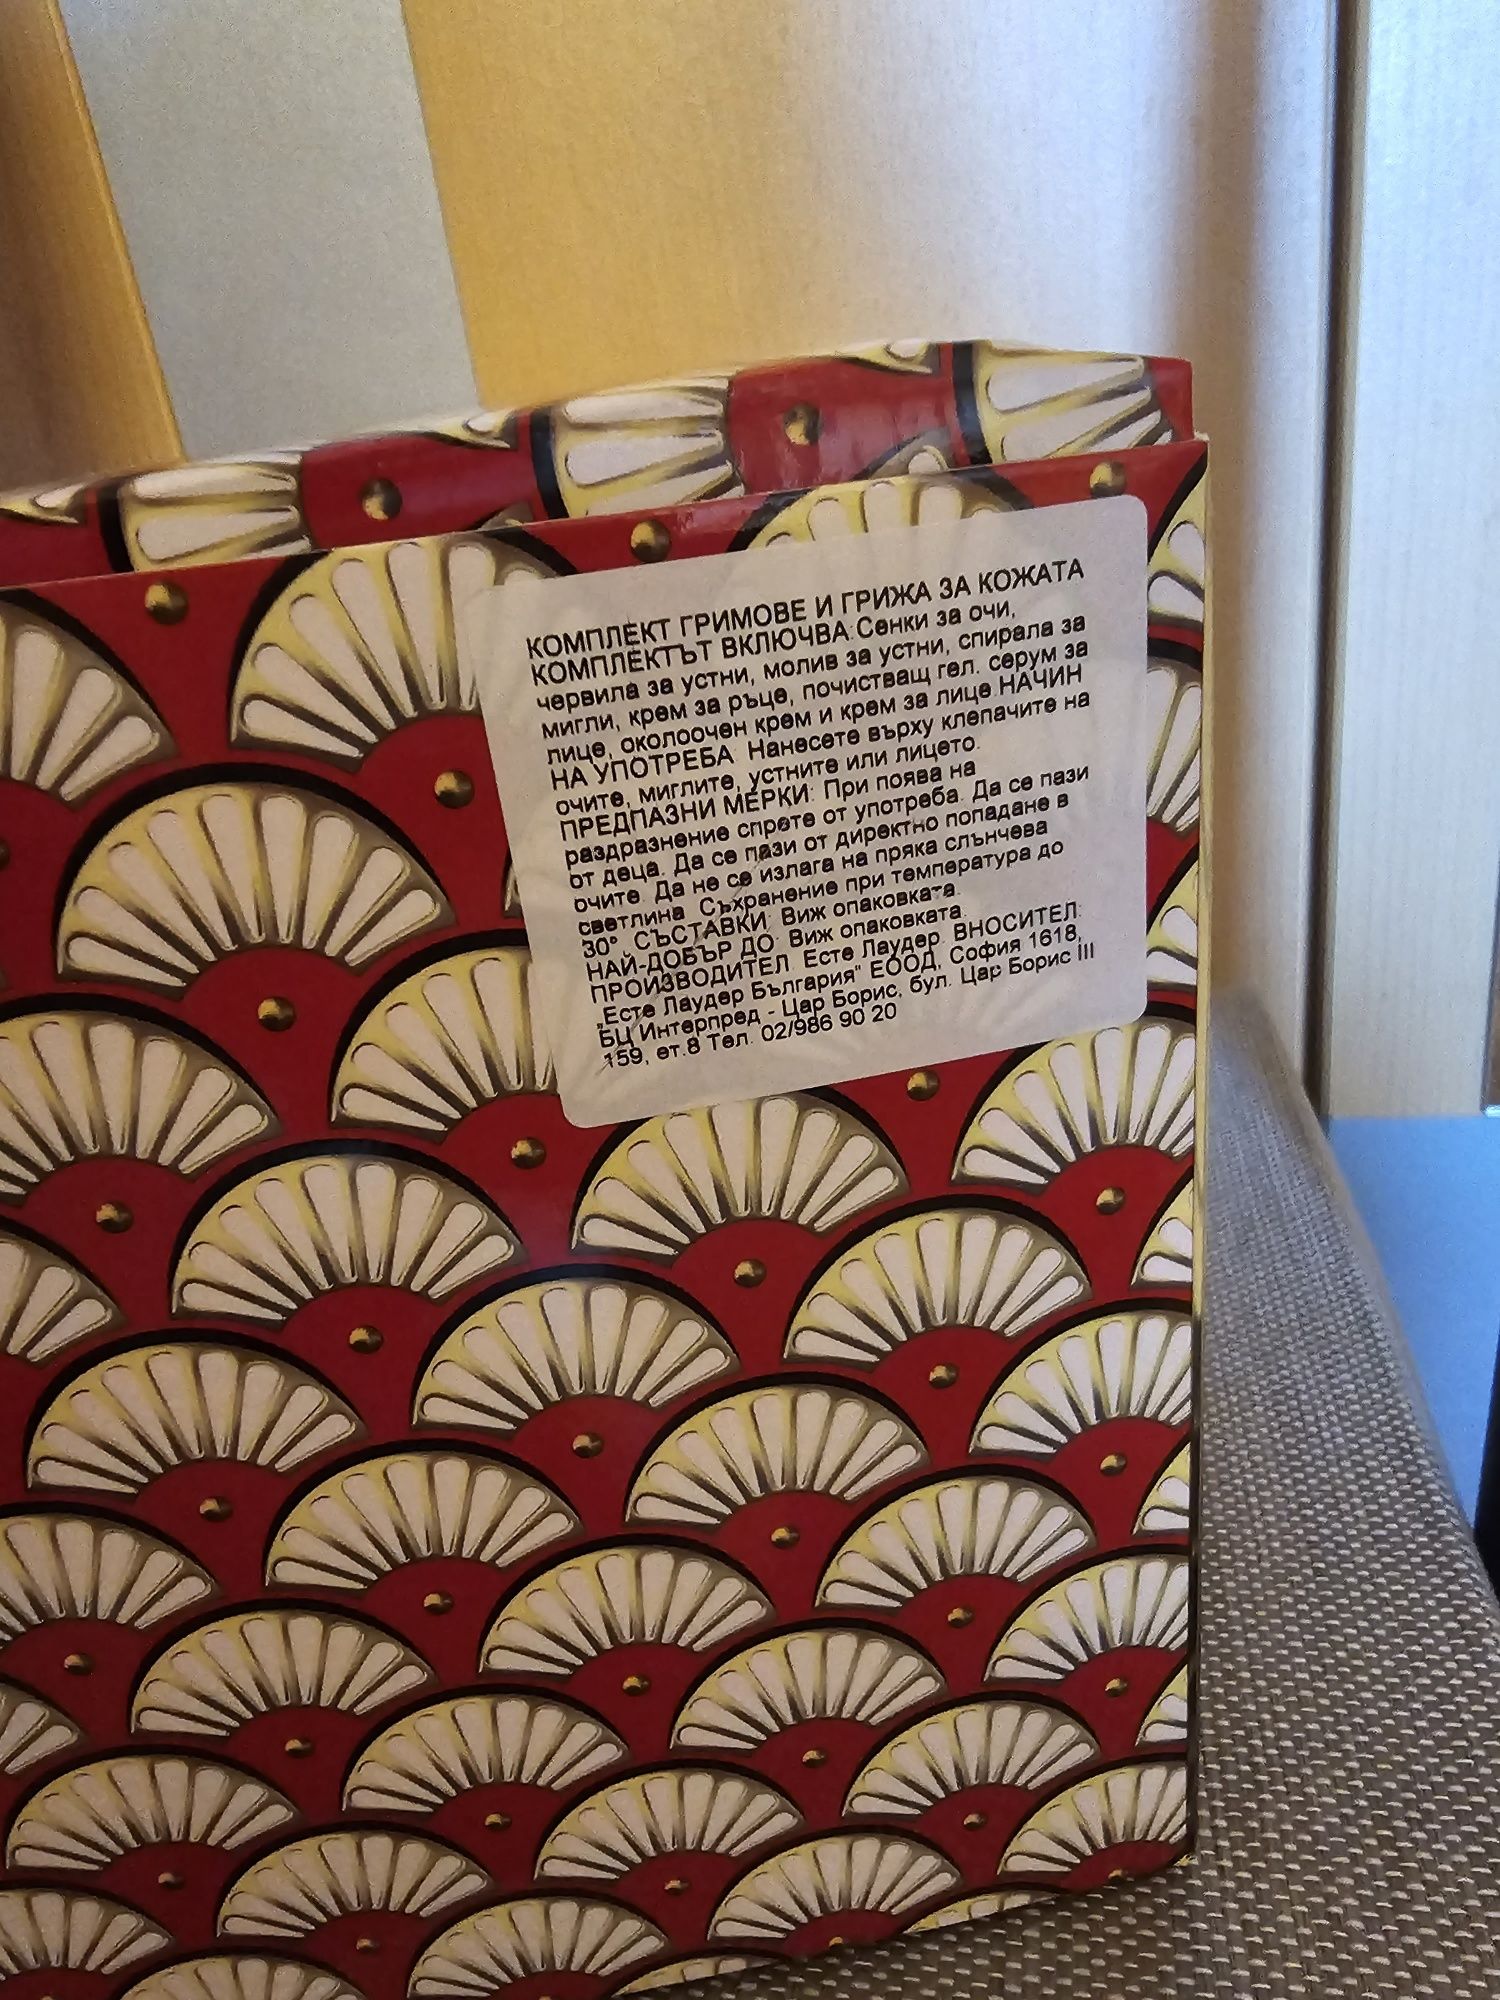 КОМПЛЕКТ ГРИМОВЕ И ГРИЖА ЗА КОЖАТА
КОМПЛЕКТЪТ ВКЛЮЧВА:Сенки за очи,
червила за устни, молив за устни, спирала за
мигли, крем за ръце, почистващ гел. серум за
лице, околоочен крем и крем за лице.НАЧИН
НА УПОТРЕБА: Нанесете върху клепачите на
очите, миглите, устните или лицето.
ПРЕДПАЗНИ МЕРКИ: При поява на
раздразнение спрете от употреба. Да се пази
от деца. Да се пази от директно попадане в
очите. Да не се излага на пряка слънчева
светлина. Съхранение при температура до
30°. СЪСТАВКИ: Виж опаковката.
НАЙ-ДОБЪР ДО: Виж опаковката.
ПРОИЗВОДИТЕЛ: Есте Лаудер. ВНОСИТЕЛ:
„Есте Лаудер България" ЕООД, София 1618,
БЦ Интерпред - Цар Борис, бул. Цар Борис III
159, ет.8 Тел. 02/986 90 20